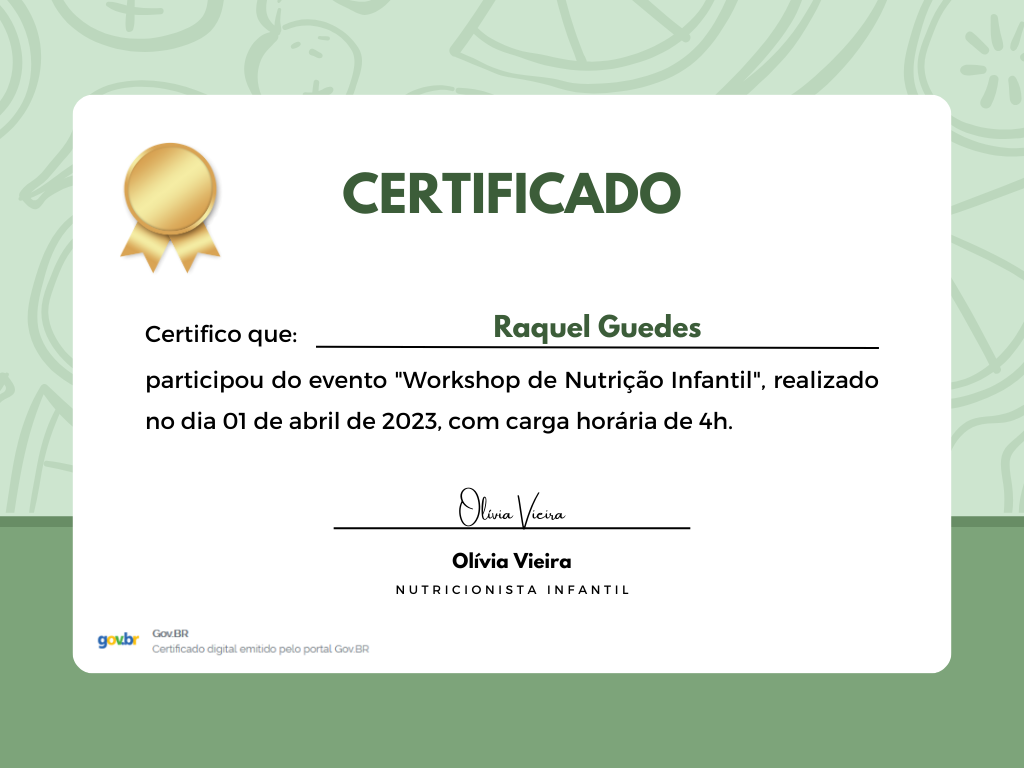 CERTIFICADO
Certifico que: Raquel Guedes
participou do evento "Workshop de Nutrição Infantil", realizado
no dia 01 de abril de 2023, com carga horária de 4h.
Olívia Vieira
Olívia Vieira
NUTRICIONISTA INFANTIL
gov.br Gov.BR
Certificado digital emitido pelo portal Gov.BR